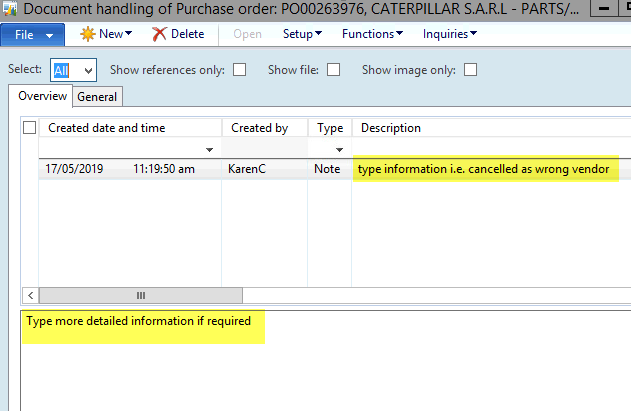 Document handling of Purchase order: PO00263976, CATERPILLAR S.A.R.L - PARTS/...
File New Delete Open Setup Functions Inquiries
Select: All Show references only: Show file: Show image only:
Overview General
Created date and time Created by Type Description
17/05/2019 11:19:50 am KarenC Note type information i.e. cancelled as wrong vendor
Type more detailed information if required